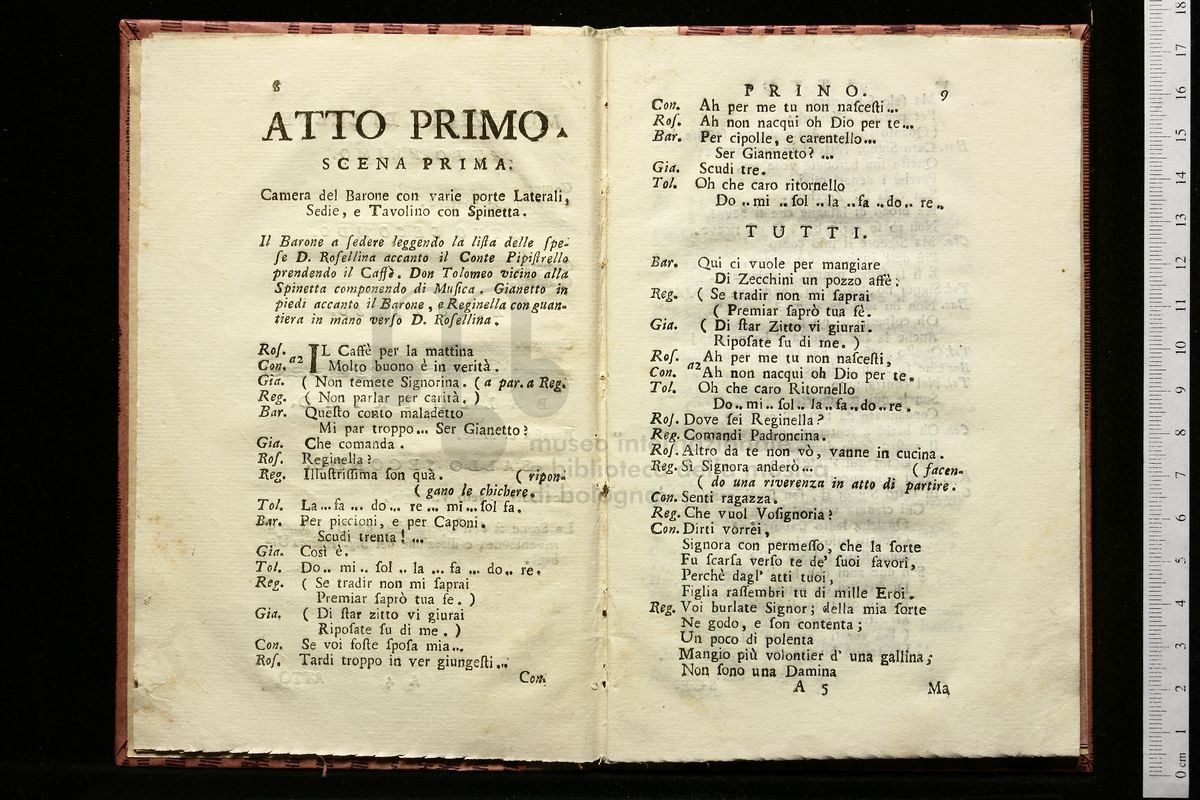 8
ATTO PRIMO.
SCENA PRIMA.
Camera del Barone con varie porte Laterali,
Sedie, e Tavolino con Spinetta.
Il Barone a ſedere leggendo la liſta delle ſpe-
ſe D. Roſellina accanto il Conte Pipiſtrello
prendendo il Caffè. Don Tolomeo vicino alla
Spinetta componendo di Muſica. Gianetto in
piedi accanto il Barone, e Reginella con guan-
tiera in mano verſo D. Roſellina.
Roſ. a2 IL Caffè per la mattina
Con. Molto buono è in verità.
Gia. ( Non temete Signorina. ( a par. a Reg.
Reg. ( Non parlar per carità. )
Bar. Queſto conto maladetto
Mi par troppo... Ser Gianetto?
Gia. Che comanda.
Roſ. Reginella?
Reg. Illuſtriſſima ſon quà. ( ripon-
( gano le chichere.
Tol. La...fa ... do... re ... mi...ſol fa.
Bar. Per piccioni, e per Caponi.
Scudi trenta! ...
Gia. Così è.
Tol. Do.. mi .. ſol .. la ... fa ... do.. re.
Reg. ( Se tradir non mi ſaprai
Premiar ſaprò tua fe. )
Gia. ( Di ſtar zitto vi giurai
Ripoſate ſu di me. )
Con. Se voi foſte ſpoſa mia...
Roſ. Tardi troppo in ver giungeſti...
Con.
PRINO. 9
Con. Ah per me tu non naſceſti...
Roſ. Ah non nacqui oh Dio per te...
Bar. Per cipolle, e carentello...
Ser Giannetto? ...
Gia. Scudi tre.
Tol. Oh che caro ritornello
Do .. mi .. ſol .. la .. fa ..do.. re..
TUTTI.
Bar. Qui ci vuole per mangiare
Di Zecchini un pozzo affè.
Reg. ( Se tradir non mi ſaprai
( Premiar ſaprò tua fè.
Gia. ( Di ſtar Zitto vi giurai.
Ripoſate ſu di me. )
Roſ. Ah per me tu non naſceſti,
Con. a2 Ah non nacqui oh Dio per te.
Tol. Oh che caro Ritornello
Do.. mi.. ſol.. la.. fa..do..re.
Roſ. Dove ſei Reginella?
Reg. Comandi Padroncina.
Roſ. Altro da te non vò, vanne in cucina.
Reg. Sì Signora anderò... ( facen-
( do una riverenza in atto di partire.
Con. Senti ragazza.
Reg. Che vuol Voſignoria?
Con. Dirti vorrei,
Signora con permeſſo, che la ſorte
Fu ſcarſa verſo te de' ſuoi favori,
Perchè dagl' atti tuoi,
Figlia raſſembri tu di mille Eroi.
Reg. Voi burlate Signor; della mia ſorte
Ne godo, e ſon contenta;
Un poco di polenta
Mangio più volontier d' una gallina;
Non ſono una Damina
A 5 Ma